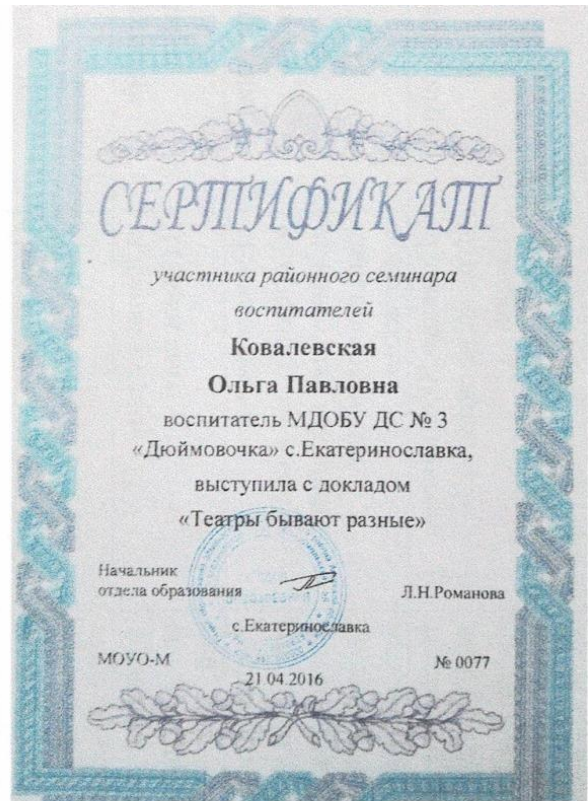 СЕРТИФИКАТ
участника районного семинара
воспитателей
Ковалевская
Ольга Павловна
воспитатель МДОБУ ДС № 3
«Дюймовочка» с.Екатеринославка,
выступила с докладом
«Театры бывают разные»
Начальник
отдела образования
Л.Н.Романова
с.Екатеринославка
МОУО-М
№ 0077
21 04 2016